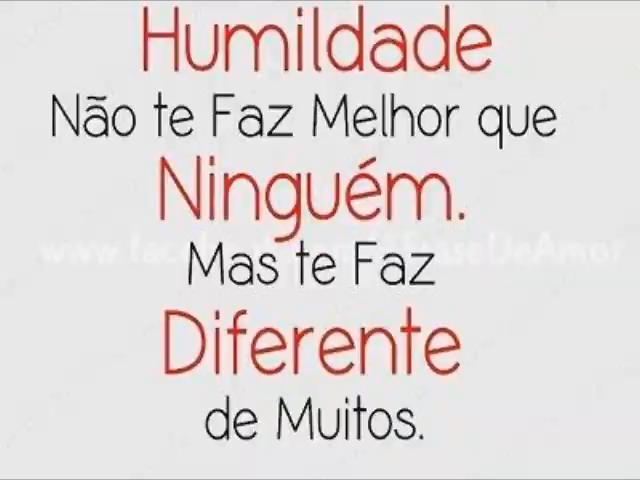 Humildade
Não te Faz Melhor que
Ninguém.
Mas te Faz
Diferente
de Muitos.